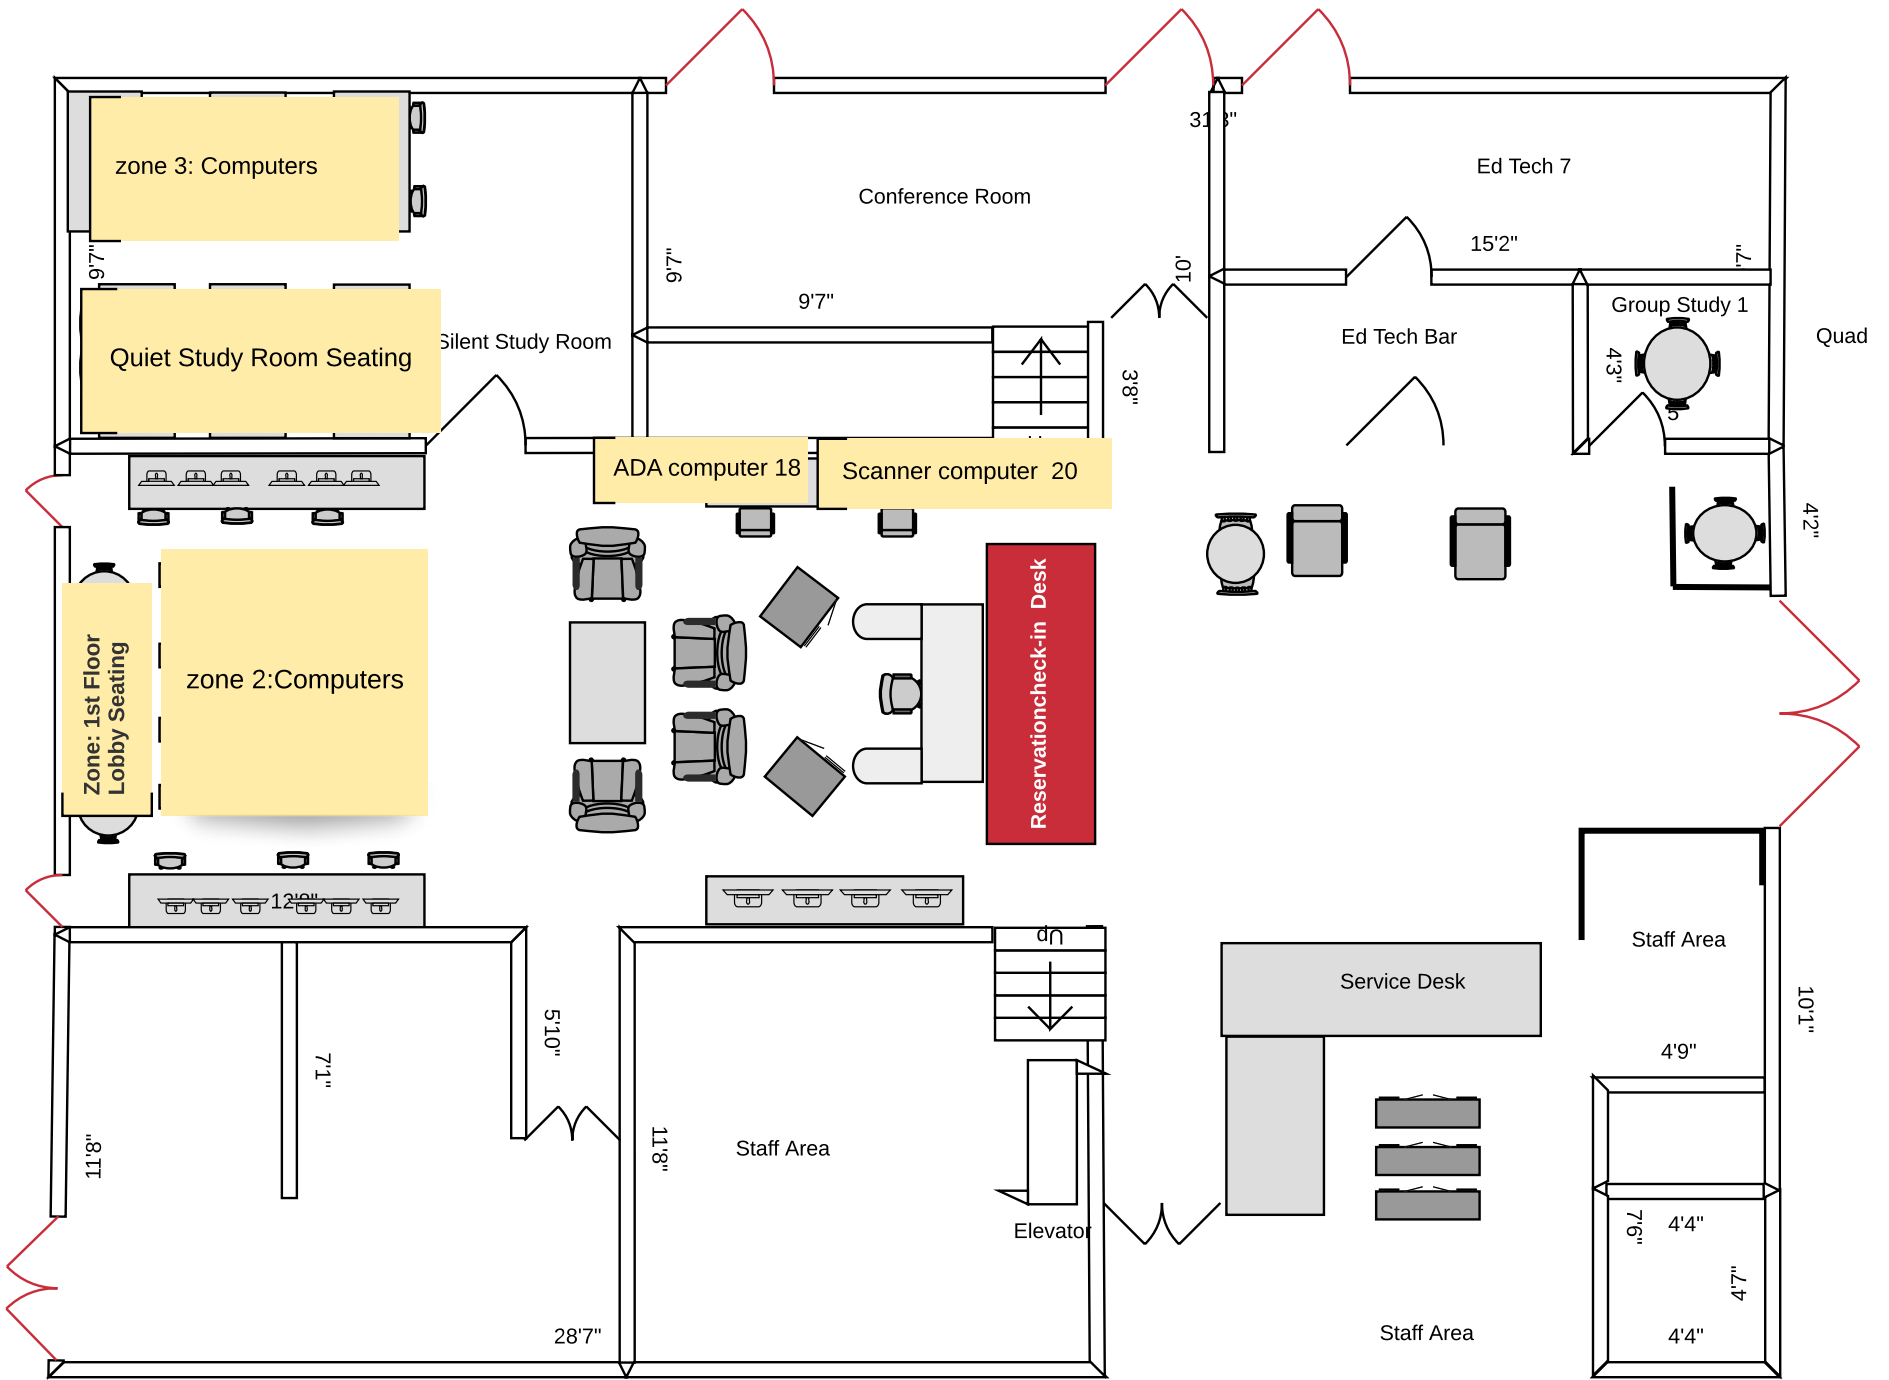 31'3"
zone 3: Computers
Ed Tech 7
Conference Room
15'2"
9'7"
9'7"
10'
'7"
9'7"
Group Study 1
Silent Study Room
Ed Tech Bar
Quad
4'3"
3'8"
5'
Quiet Study Room Seating
ADA computer 18
Scanner computer 20
4'2"
Zone: 1st Floor
Lobby Seating
zone 2:Computers
Reservationcheck-in Desk
Up
Staff Area
Service Desk
10'1"
5'10"
7'1"
4'9"
11'8"
11'8"
Staff Area
Elevator
7'6"
4'4"
4'7"
28'7"
Staff Area
4'4"